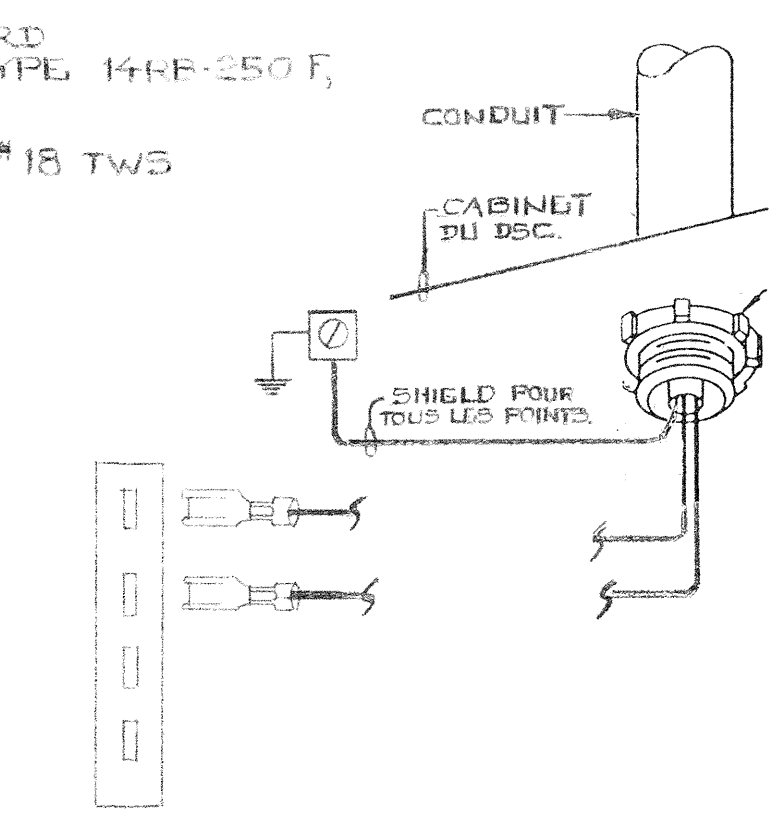 RD
YPE 14RB-250 F,
# 18 TWS
CONDUIT
CABINET
DU DSC.
SHIELD POUR
TOUS LES POINTS.